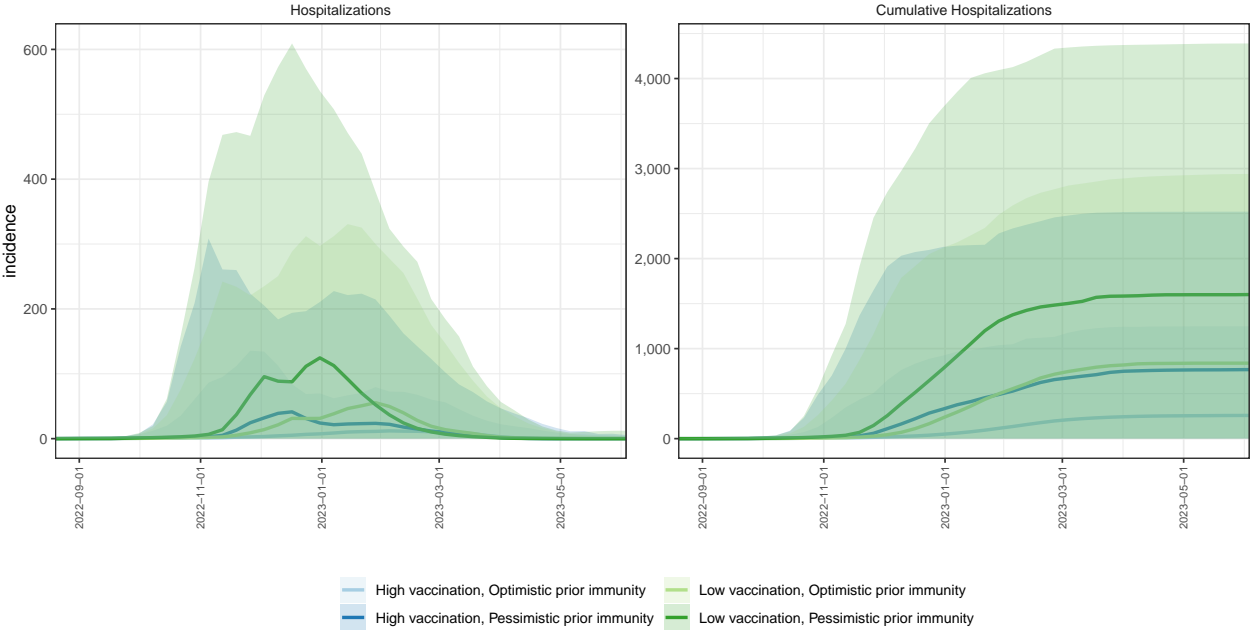 Hospitalizations
Cumulative Hospitalizations
incidence
600
400
200
0
4,000
3,000
2,000
1,000
0
2022−09−01
2022−11−01
2023−01−01
2023−03−01
2023−05−01
2022−09−01
2022−11−01
2023−01−01
2023−03−01
2023−05−01
High vaccination, Optimistic prior immunity
Low vaccination, Optimistic prior immunity
High vaccination, Pessimistic prior immunity
Low vaccination, Pessimistic prior immunity